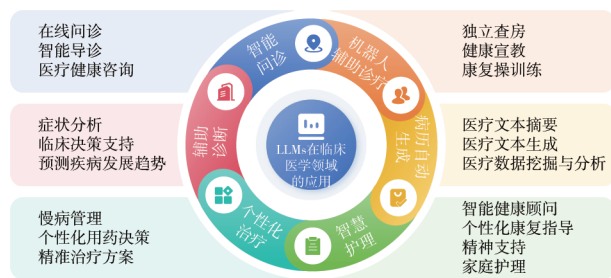 在线问诊
智能导诊
医疗健康咨询
症状分析
临床决策支持
预测疾病发展趋势
慢病管理
个性化用药决策
精准治疗方案
智能
问诊
机器人
辅助诊疗
病历自动
生成
智慧
护理
个性化
治疗
辅助
诊断
LLMs在临床
医学领域
的应用
独立查房
健康宣教
康复操训练
医疗文本摘要
医疗文本生成
医疗数据挖掘与分析
智能健康顾问
个性化康复指导
精神支持
家庭护理